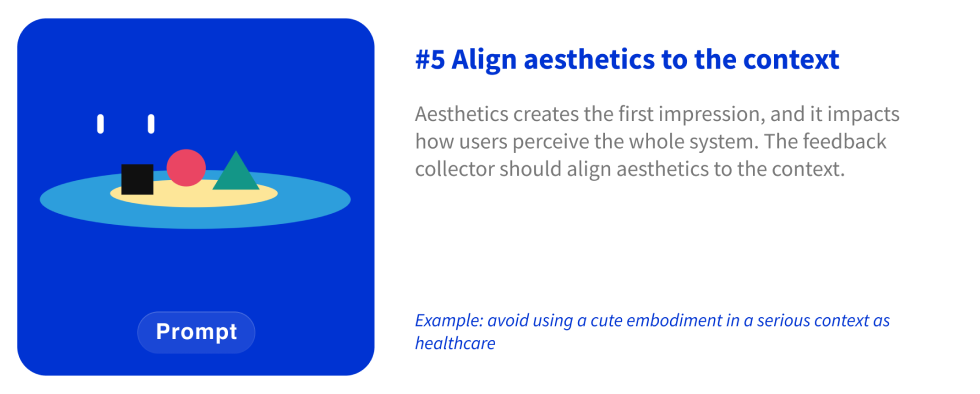 #5 Align aesthetics to the context
Aesthetics creates the first impression, and it impacts
how users perceive the whole system. The feedback
collector should align aesthetics to the context.
Prompt
Example: avoid using a cute embodiment in a serious context as
healthcare